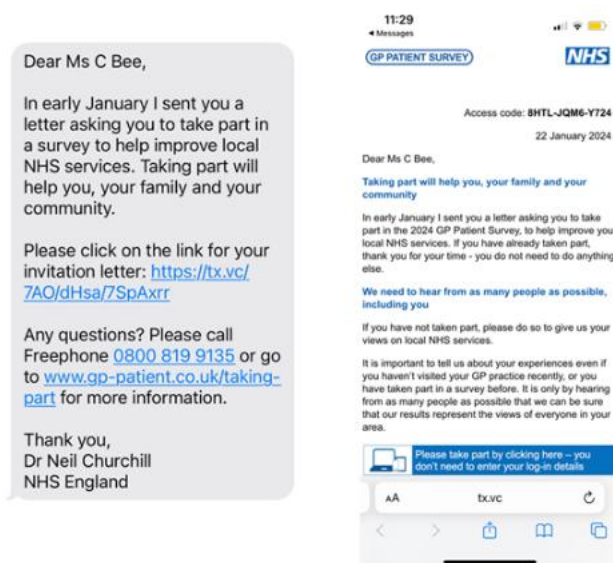 Dear Ms C Bee,
In early January I sent you a
letter asking you to take part in
a survey to help improve local
NHS services. Taking part will
help you, your family and your
community.
Please click on the link for your
invitation letter: https://tx.vc/
7AO/dHsa/7SpAxrr
Any questions? Please call
Freephone 0800 819 9135 or go
to www.gp-patient.co.uk/taking-
part for more information.
Thank you,
Dr Neil Churchill
NHS England
11:29
Messages
GP PATIENT SURVEY
NHS
Access code: 8HTL-JQM6-Y724
22 January 2024
Dear Ms C Bee,
Taking part will help you, your family and your
community
In early January I sent you a letter asking you to take
part in the 2024 GP Patient Survey, to help improve you
local NHS services. If you have already taken part,
thank you for your time - you do not need to do anything
else.
We need to hear from as many people as possible,
including you
If you have not taken part, please do so to give us your
views on local NHS services.
It is important to tell us about your experiences even if
you haven't visited your GP practice recently, or you
have taken part in a survey before. It is only by hearing
from as many people as possible that we can be sure
that our results represent the views of everyone in your
area.
Please take part by clicking here – you
don't need to enter your log-in details
AA
tx.vc